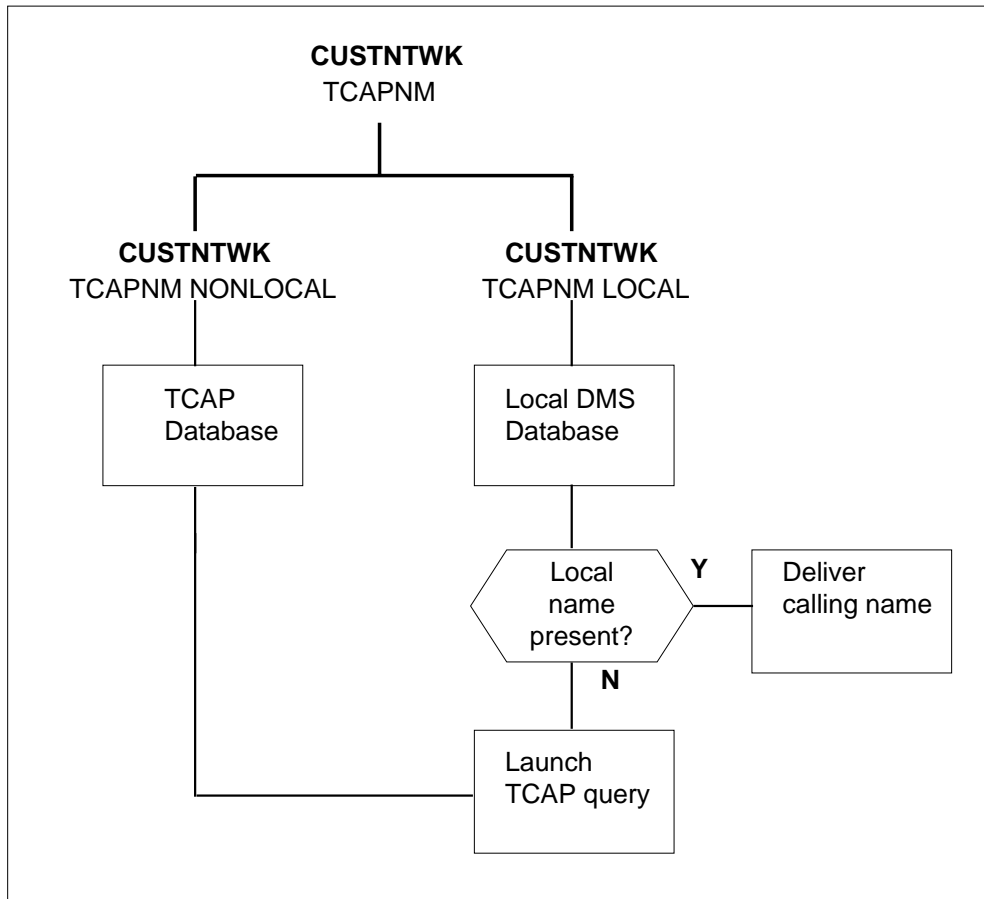 CUSTNTWK
TCAPNM
CUSTNTWK
TCAPNM NONLOCAL
CUSTNTWK
TCAPNM LOCAL
TCAP
Database
Local DMS
Database
Local
name
present?
Y
Deliver
calling name
N
Launch
TCAP query